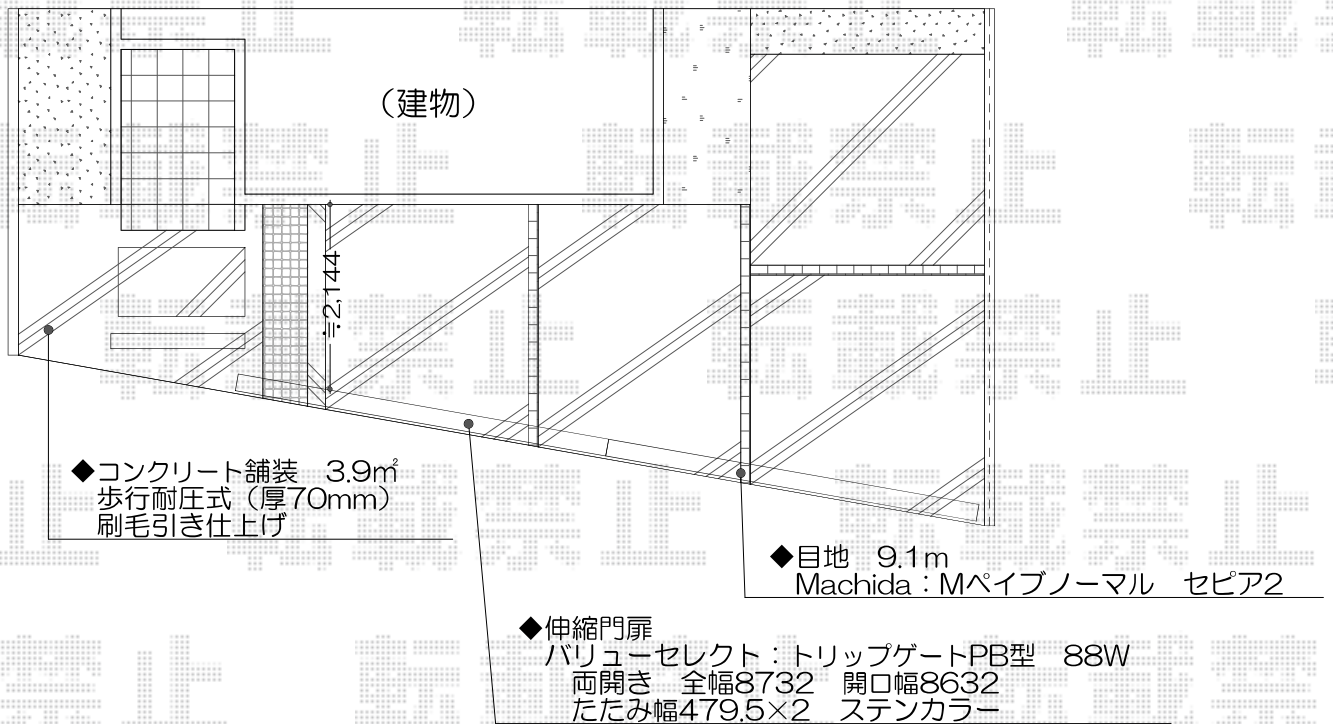 (建物)
≒2,144
◆コンクリート舗装 3.9㎡
歩行耐圧式（厚70mm）
刷毛引き仕上げ
◆目地 9.1m
Machida：Mペイブノーマル セピア2
◆伸縮門扉
バリューセレクト：トリップゲートPB型 88W
両開き 全幅8732 開口幅8632
たたみ幅479.5×2 ステンカラー
転載禁止